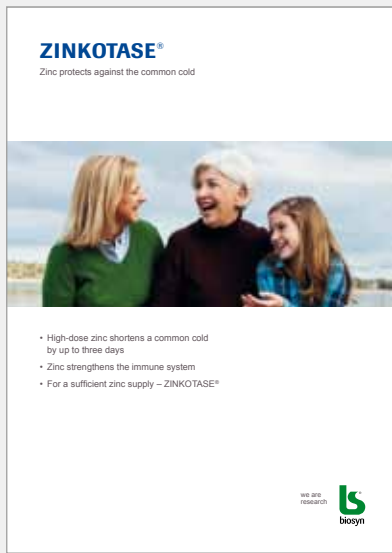 ZINKOTASE®
Zinc protects against the common cold
• High-dose zinc shortens a common cold
by up to three days
• Zinc strengthens the immune system
• For a sufficient zinc supply – ZINKOTASE®
we are
research
biosyn